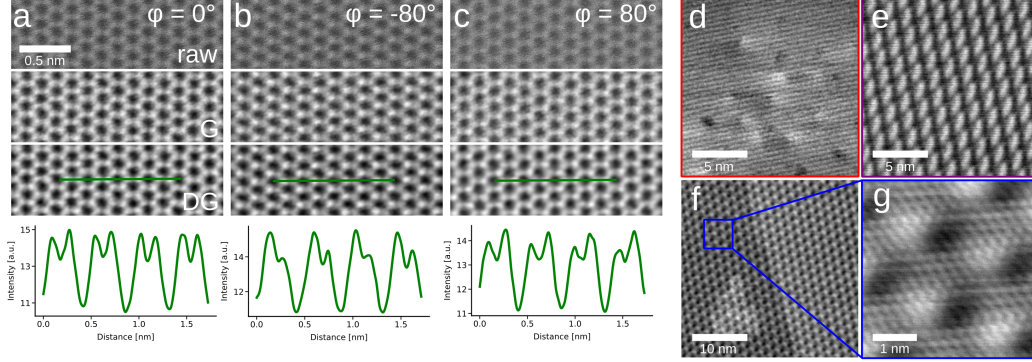 a
φ = 0°
raw
0.5 nm
G
DG
b
φ = -80°
c
φ = 80°
15
13
11
Intensity [a.u.]
0.0 0.5 1.0 1.5
Distance [nm]
14
12
Intensity [a.u.]
0.0 0.5 1.0 1.5
Distance [nm]
14
13
12
11
Intensity [a.u.]
0.0 0.5 1.0 1.5
Distance [nm]
d
5 nm
e
5 nm
f
10 nm
g
1 nm